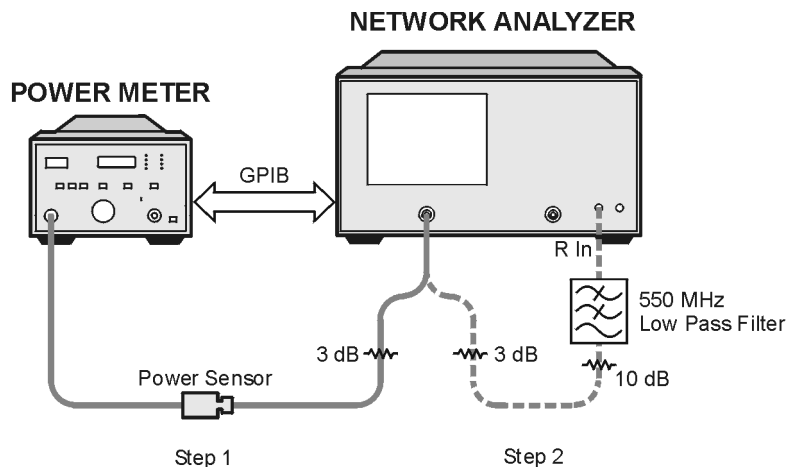 NETWORK ANALYZER
POWER METER
GPIB
R In
550 MHz
Low Pass Filter
3 dB
3 dB
10 dB
Power Sensor
Step 1
Step 2